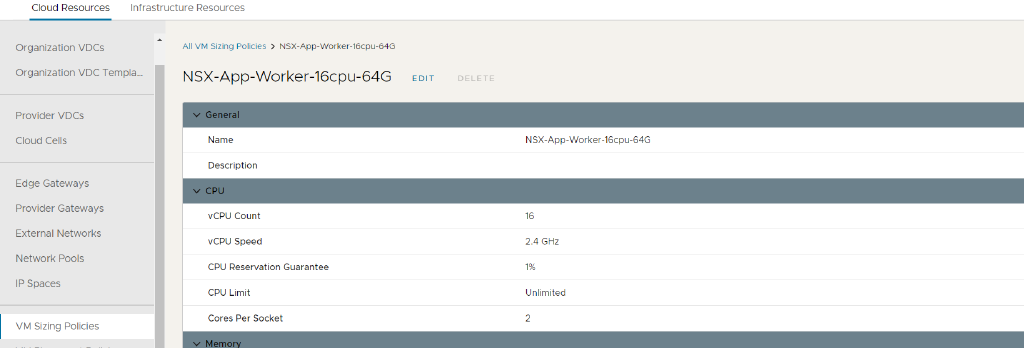 Cloud Resources Infrastructure Resources
Organization VDCs
Organization VDC Templa...
Provider VDCs
Cloud Cells
Edge Gateways
Provider Gateways
External Networks
Network Pools
IP Spaces
VM Sizing Policies
All VM Sizing Policies > NSX-App-Worker-16cpu-64G
NSX-App-Worker-16cpu-64G EDIT DELETE
General
Name NSX-App-Worker-16cpu-64G
Description
CPU
vCPU Count 16
vCPU Speed 2.4 GHz
CPU Reservation Guarantee 1%
CPU Limit Unlimited
Cores Per Socket 2
Memory